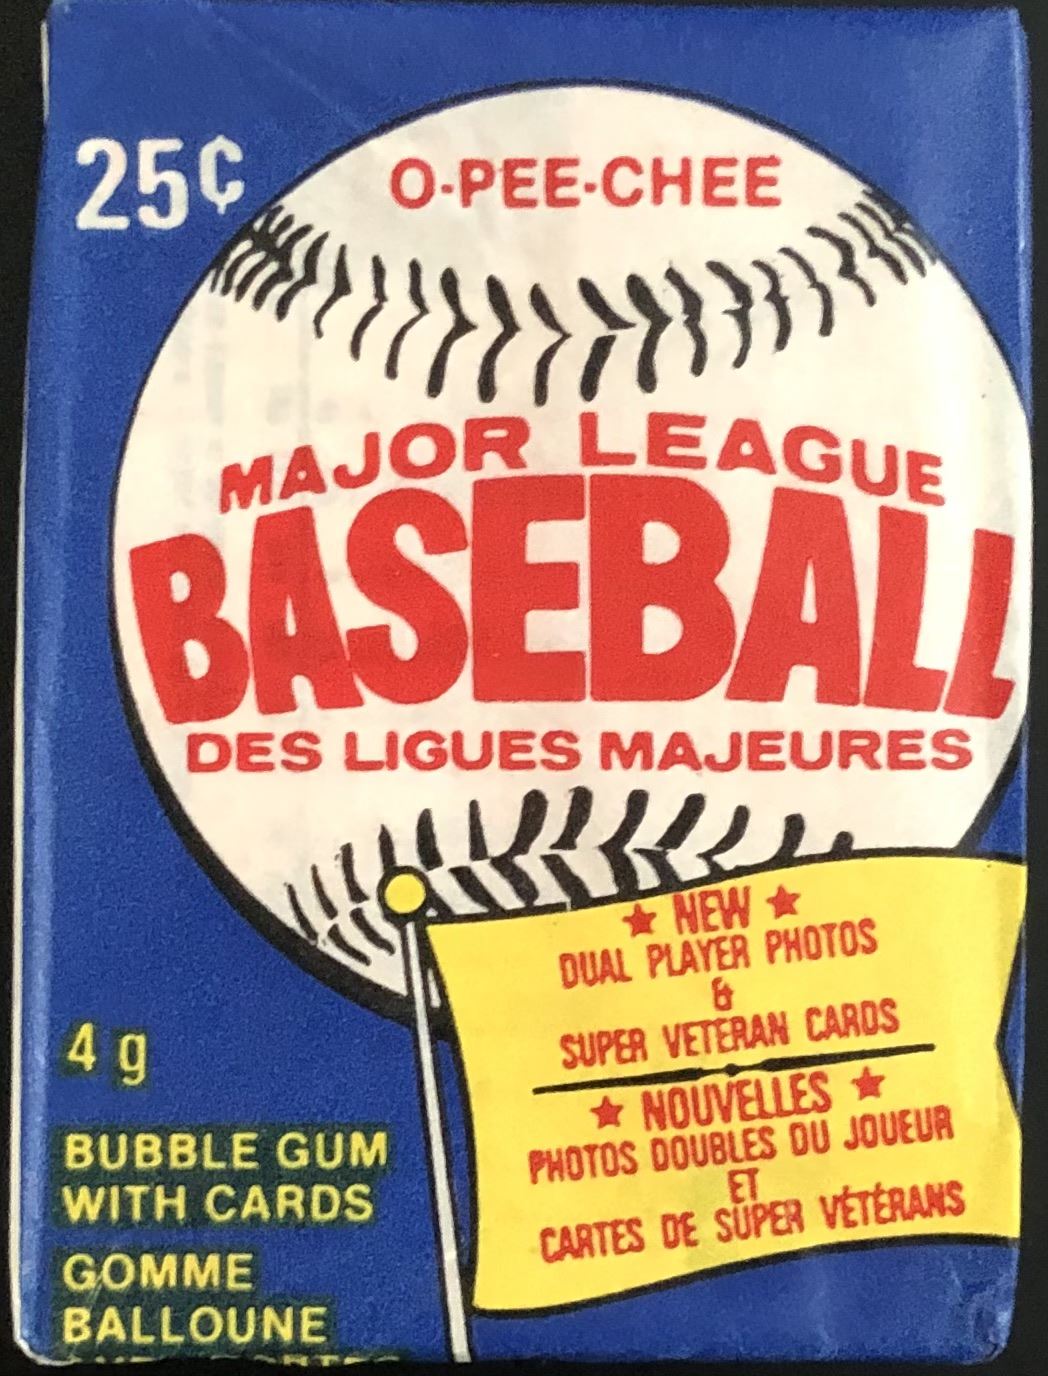 25¢
O-PEE-CHEE
MAJOR LEAGUE
BASEBALL
DES LIGUES MAJEURES
★ NEW ★
DUAL PLAYER PHOTOS
&
SUPER VETERAN CARDS
★ NOUVELLES ★
PHOTOS DOUBLES DU JOUEUR
ET
CARTES DE SUPER VÉTÉRANS
4 g
BUBBLE GUM
WITH CARDS
GOMME
BALLOUNE